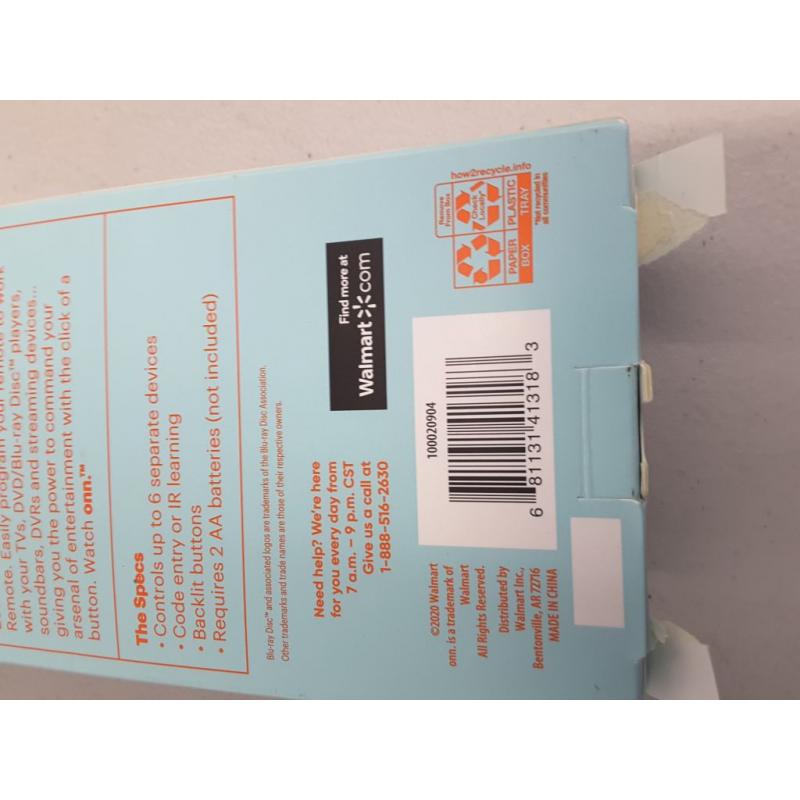 Remote. Easily program your remote to work
with your TVs, DVD/Blu-ray Disc™ players,
soundbars, DVRs and streaming devices...
giving you the power to command your
arsenal of entertainment with the click of a
button. Watch onn.™
The Specs
• Controls up to 6 separate devices
• Code entry or IR learning
• Backlit buttons
• Requires 2 AA batteries (not included)
Blu-ray Disc™ and associated logos are trademarks of the Blu-ray Disc Association.
Other trademarks and trade names are those of their respective owners.
Need help? We're here
for you every day from
7 a.m. – 9 p.m. CST
Give us a call at
1-888-516-2630
Find more at
Walmart com
©2020 Walmart
onn. is a trademark of
Walmart
All Rights Reserved.
Distributed by
Walmart Inc.,
Bentonville, AR 72716
MADE IN CHINA
100020904
6 81131 41318 3
how2recycle.info
Remove
From Box
Check
Locally*
PAPER
BOX
PLASTIC
TRAY
*Not recycled in
all communities